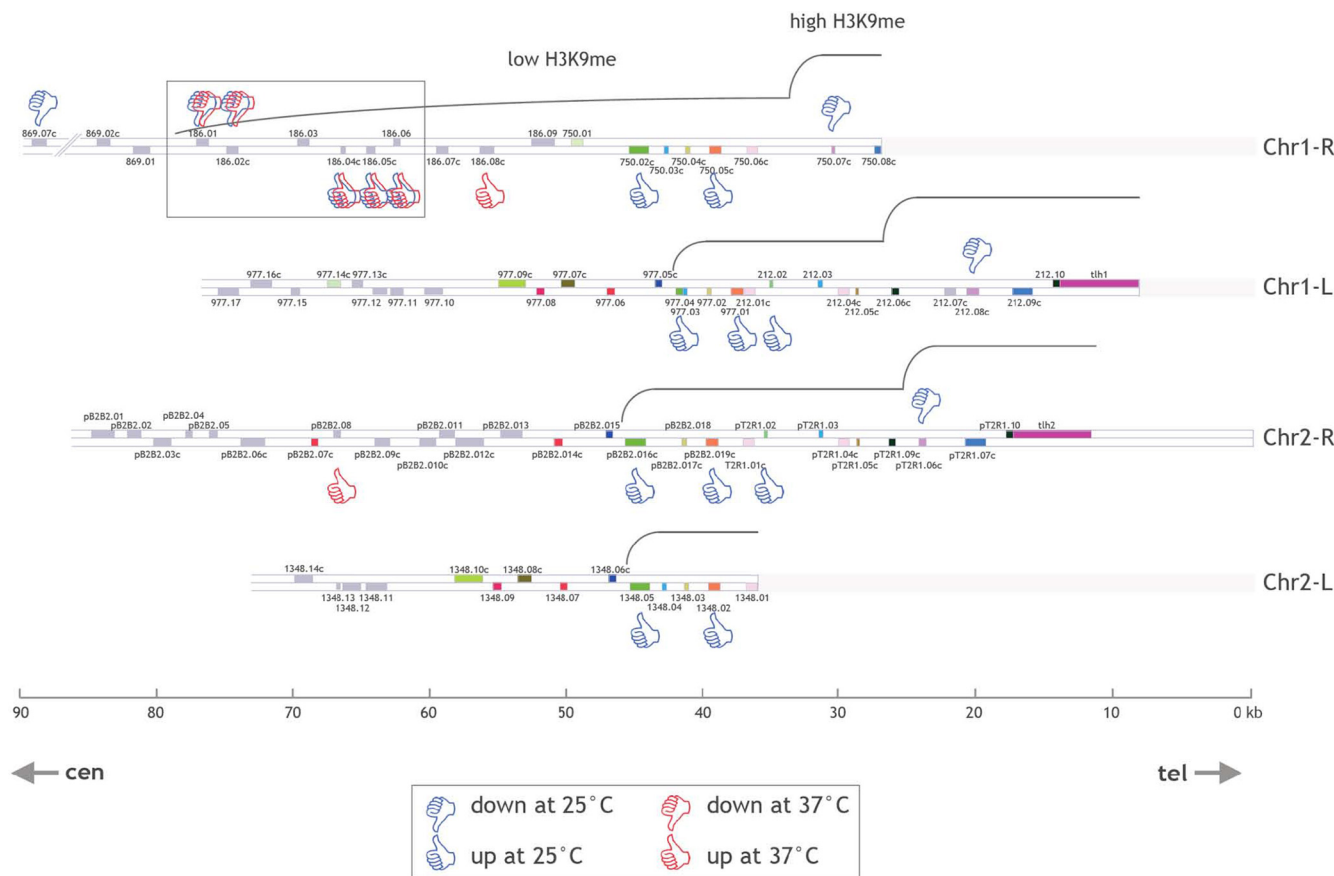 high H3K9me
low H3K9me
869.07c 869.02c 186.01 186.03 186.06 186.09 750.01
869.01 186.02c 186.04c 186.05c 186.07c 186.08c 750.02c 750.03c 750.04c 750.05c 750.06c 750.07c 750.08c
Chr1-R
977.16c 977.14c 977.13c 977.09c 977.07c 977.05c 212.02 212.03 212.10 tlh1
977.17 977.15 977.12 977.11 977.10 977.08 977.06 977.04 977.03 977.02 977.01 212.01c 212.04c 212.05c 212.06c 212.07c 212.08c 212.09c
Chr1-L
pB2B2.01 pB2B2.02 pB2B2.04 pB2B2.05 pB2B2.08 pB2B2.011 pB2B2.013 pB2B2.015 pB2B2.018 pT2R1.02 pT2R1.03 pT2R1.10 tlh2
pB2B2.03c pB2B2.06c pB2B2.07c pB2B2.09c pB2B2.010c pB2B2.012c pB2B2.014c pB2B2.016c pB2B2.017c pB2B2.019c T2R1.01c pT2R1.04c pT2R1.05c pT2R1.09c pT2R1.06c pT2R1.07c
Chr2-R
1348.14c 1348.10c 1348.08c 1348.06c
1348.13 1348.12 1348.11 1348.09 1348.07 1348.05 1348.04 1348.03 1348.02 1348.01
Chr2-L
90 80 70 60 50 40 30 20 10 0 kb
cen tel
down at 25°C down at 37°C
up at 25°C up at 37°C